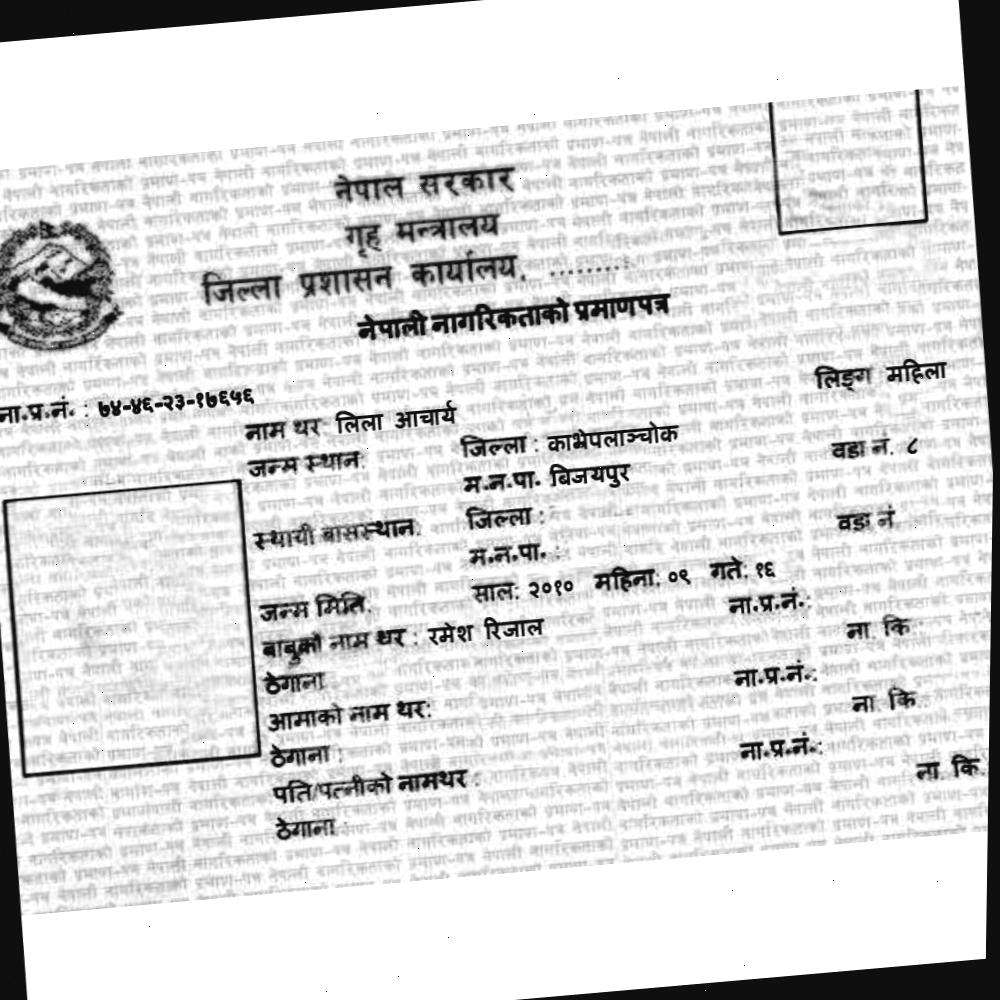 नेपाल सरकार
गृह मन्त्रालय
जिल्ला प्रशासन कार्यालय, .........
नेपाली नागरिकताको प्रमाणपत्र
ना.प्र.नं. : ७४-४६-२३-१७६५६
लिङ्ग महिला
नाम थर: लिला आचार्य
जन्म स्थान: जिल्ला : काभ्रेपलाञ्चोक
म.न.पा. बिजयपुर वडा नं. ८
स्थायी बासस्थान: जिल्ला :
म.न.पा. : वडा नं.
जन्म मिति: साल: २०१० महिना: ०९ गते: १६
बाबुको नाम थर : रमेश रिजाल ना.प्र.नं.:
ठेगाना ना. कि.
आमाको नाम थर: ना.प्र.नं.:
ठेगाना : ना. कि.
पति/पत्नीको नामथर : ना.प्र.नं.:
ठेगाना : ना. कि.